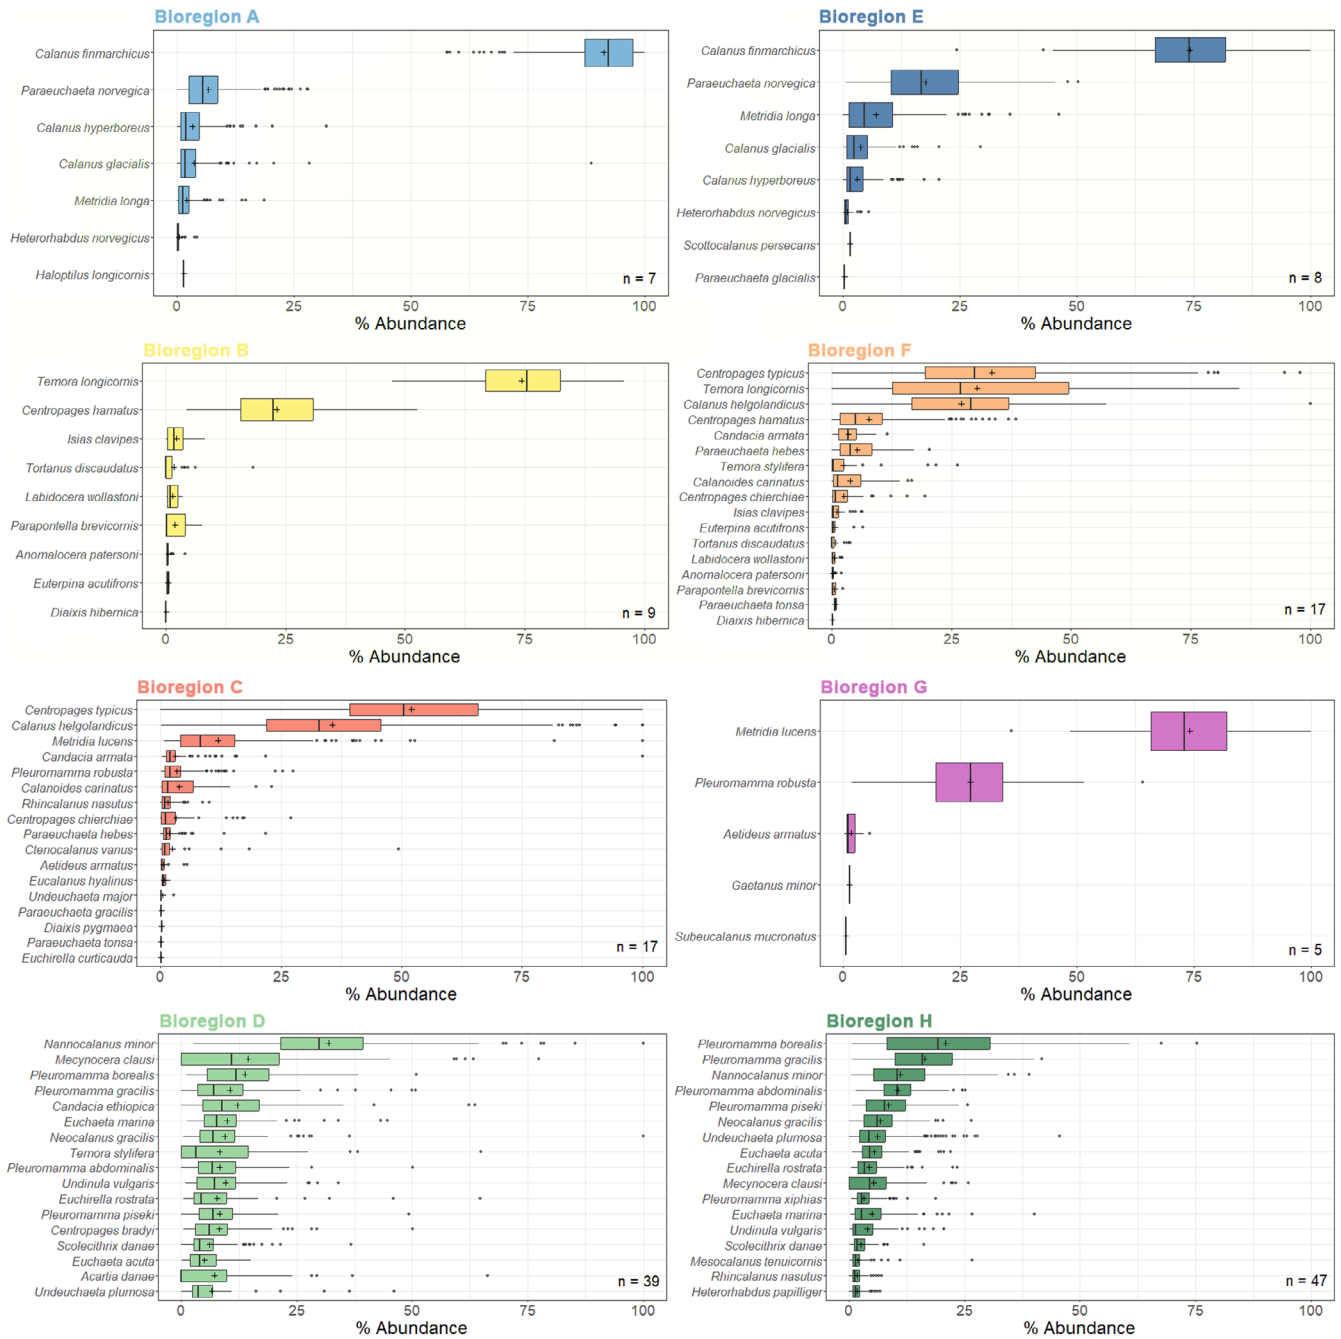 Bioregion A
Calanus finmarchicus
Paraeuchaeta norvegica
Calanus hyperboreus
Calanus glacialis
Metridia longa
Heterorhabdus norvegicus
Haloptilus longicornis
n = 7
0 25 50 75 100
% Abundance
Bioregion E
Calanus finmarchicus
Paraeuchaeta norvegica
Metridia longa
Calanus glacialis
Calanus hyperboreus
Heterorhabdus norvegicus
Scottocalanus persecans
Paraeuchaeta glacialis
n = 8
0 25 50 75 100
% Abundance
Bioregion B
Temora longicornis
Centropages hamatus
Isias clavipes
Tortanus discaudatus
Labidocera wollastoni
Parapontella brevicornis
Anomalocera patersoni
Euterpina acutifrons
Diaixis hibernica
n = 9
0 25 50 75 100
% Abundance
Bioregion F
Centropages typicus
Temora longicornis
Calanus helgolandicus
Centropages hamatus
Candacia armata
Paraeuchaeta hebes
Temora stylifera
Calanoides carinatus
Centropages chierchiae
Isias clavipes
Euterpina acutifrons
Tortanus discaudatus
Labidocera wollastoni
Anomalocera patersoni
Parapontella brevicornis
Paraeuchaeta tonsa
Diaixis hibernica
n = 17
0 25 50 75 100
% Abundance
Bioregion C
Centropages typicus
Calanus helgolandicus
Metridia lucens
Candacia armata
Pleuromamma robusta
Calanoides carinatus
Rhincalanus nasutus
Centropages chierchiae
Paraeuchaeta hebes
Ctenocalanus vanus
Aetideus armatus
Eucalanus hyalinus
Undeuchaeta major
Paraeuchaeta gracilis
Diaixis pygmaea
Paraeuchaeta tonsa
Euchirella curticauda
n = 17
0 25 50 75 100
% Abundance
Bioregion G
Metridia lucens
Pleuromamma robusta
Aetideus armatus
Gaetanus minor
Subeucalanus mucronatus
n = 5
0 25 50 75 100
% Abundance
Bioregion D
Nannocalanus minor
Mecynocera clausi
Pleuromamma borealis
Pleuromamma gracilis
Candacia ethiopica
Euchaeta marina
Neocalanus gracilis
Temora stylifera
Pleuromamma abdominalis
Undinula vulgaris
Euchirella rostrata
Pleuromamma piseki
Centropages bradyi
Scolecithrix danae
Euchaeta acuta
Acartia danae
Undeuchaeta plumosa
n = 39
0 25 50 75 100
% Abundance
Bioregion H
Pleuromamma borealis
Pleuromamma gracilis
Nannocalanus minor
Pleuromamma abdominalis
Pleuromamma piseki
Neocalanus gracilis
Undeuchaeta plumosa
Euchaeta acuta
Euchirella rostrata
Mecynocera clausi
Pleuromamma xiphias
Euchaeta marina
Undinula vulgaris
Scolecithrix danae
Mesocalanus tenuicornis
Rhincalanus nasutus
Heterorhabdus papilliger
n = 47
0 25 50 75 100
% Abundance